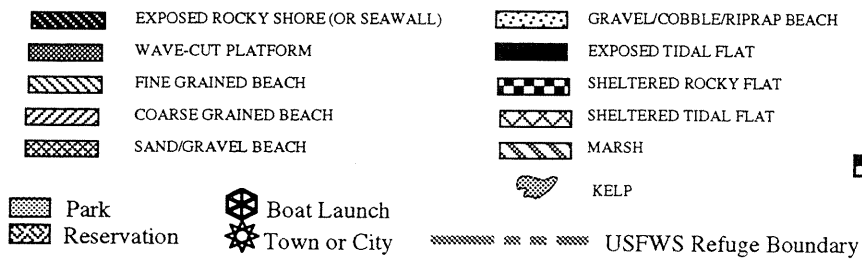 EXPOSED ROCKY SHORE (OR SEAWALL)
WAVE-CUT PLATFORM
FINE GRAINED BEACH
COARSE GRAINED BEACH
SAND/GRAVEL BEACH
GRAVEL/COBBLE/RIPRAP BEACH
EXPOSED TIDAL FLAT
SHELTERED ROCKY FLAT
SHELTERED TIDAL FLAT
MARSH
KELP
Park
Reservation
Boat Launch
Town or City
USFWS Refuge Boundary